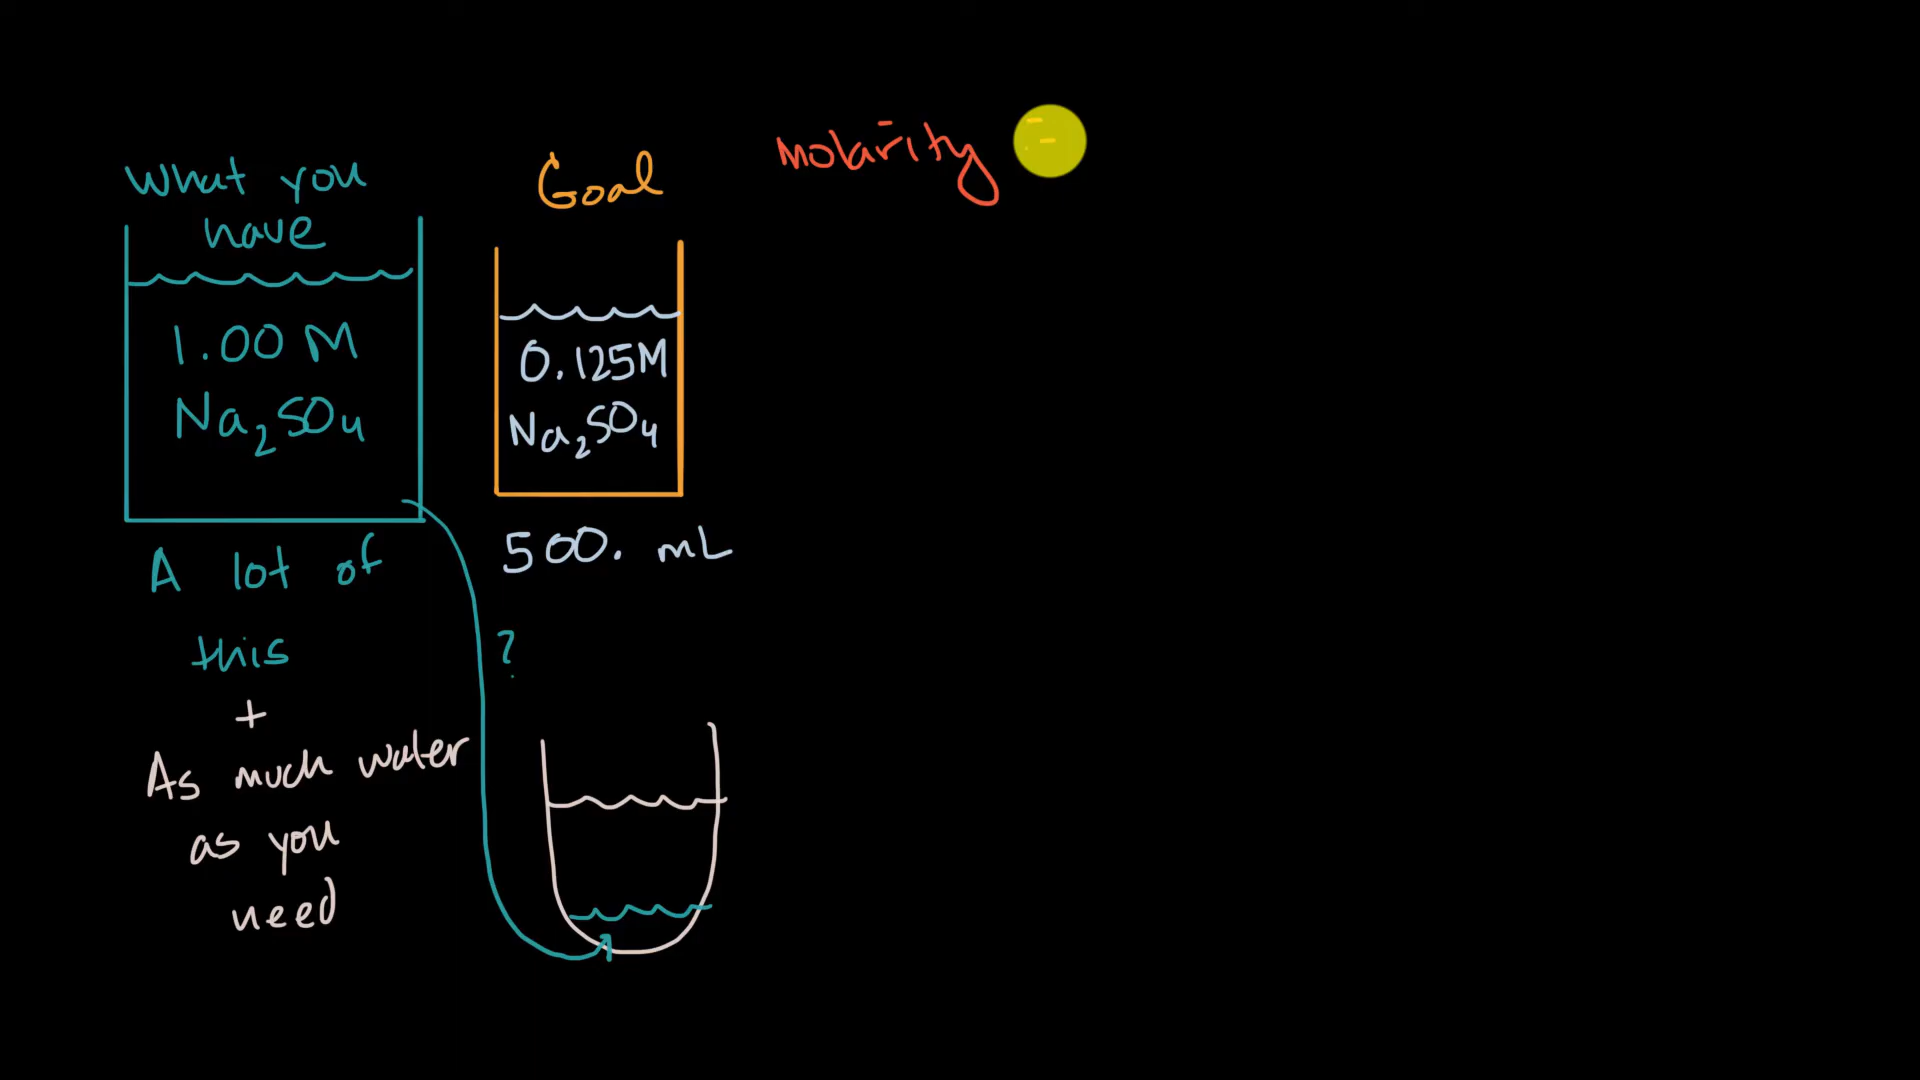 What you
have
1.00 M
Na₂SO₄
A lot of
this
+
As much water
as you
need
Goal
0.125M
Na₂SO₄
500. mL
?
Molarity =